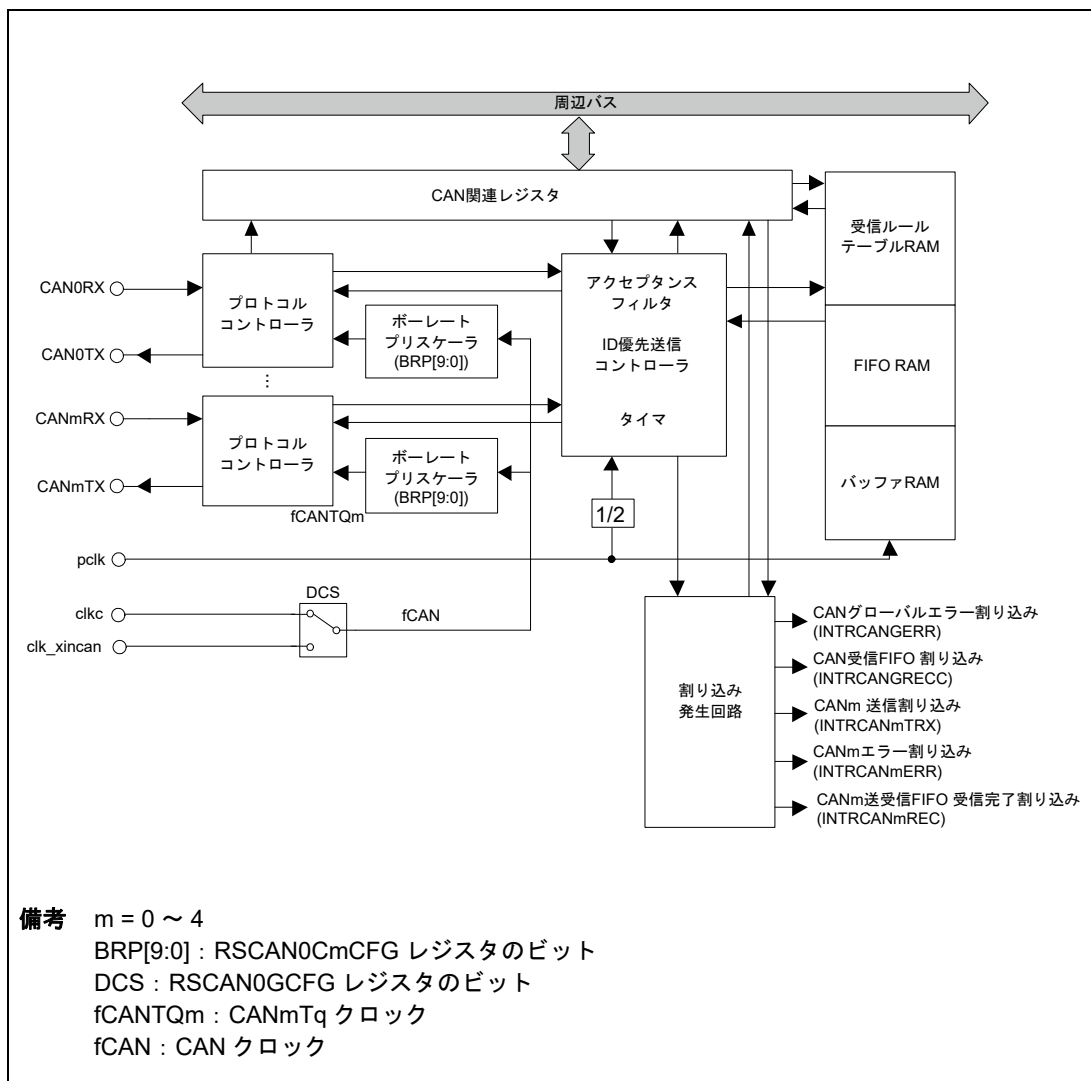 周辺バス
CAN関連レジスタ
受信ルール
テーブルRAM
FIFO RAM
バッファRAM
CAN0RX
CAN0TX
プロトコル
コントローラ
ボーレート
プリスケーラ
(BRP[9:0])
アクセプタンス
フィルタ
ID優先送信
コントローラ
タイマ
⋮
CANmRX
CANmTX
プロトコル
コントローラ
ボーレート
プリスケーラ
(BRP[9:0])
fCANTQm
1/2
pclk
DCS
clkc
fCAN
clk_xincan
割り込み
発生回路
CANグローバルエラー割り込み
(INTRCANGERR)
CAN受信FIFO 割り込み
(INTRCANGRECC)
CANm 送信割り込み
(INTRCANmTRX)
CANmエラー割り込み
(INTRCANmERR)
CANm送受信FIFO 受信完了割り込み
(INTRCANmREC)
備考 m = 0 ～ 4
BRP[9:0]：RSCAN0CmCFG レジスタのビット
DCS：RSCAN0GCFG レジスタのビット
fCANTQm：CANmTq クロック
fCAN：CAN クロック